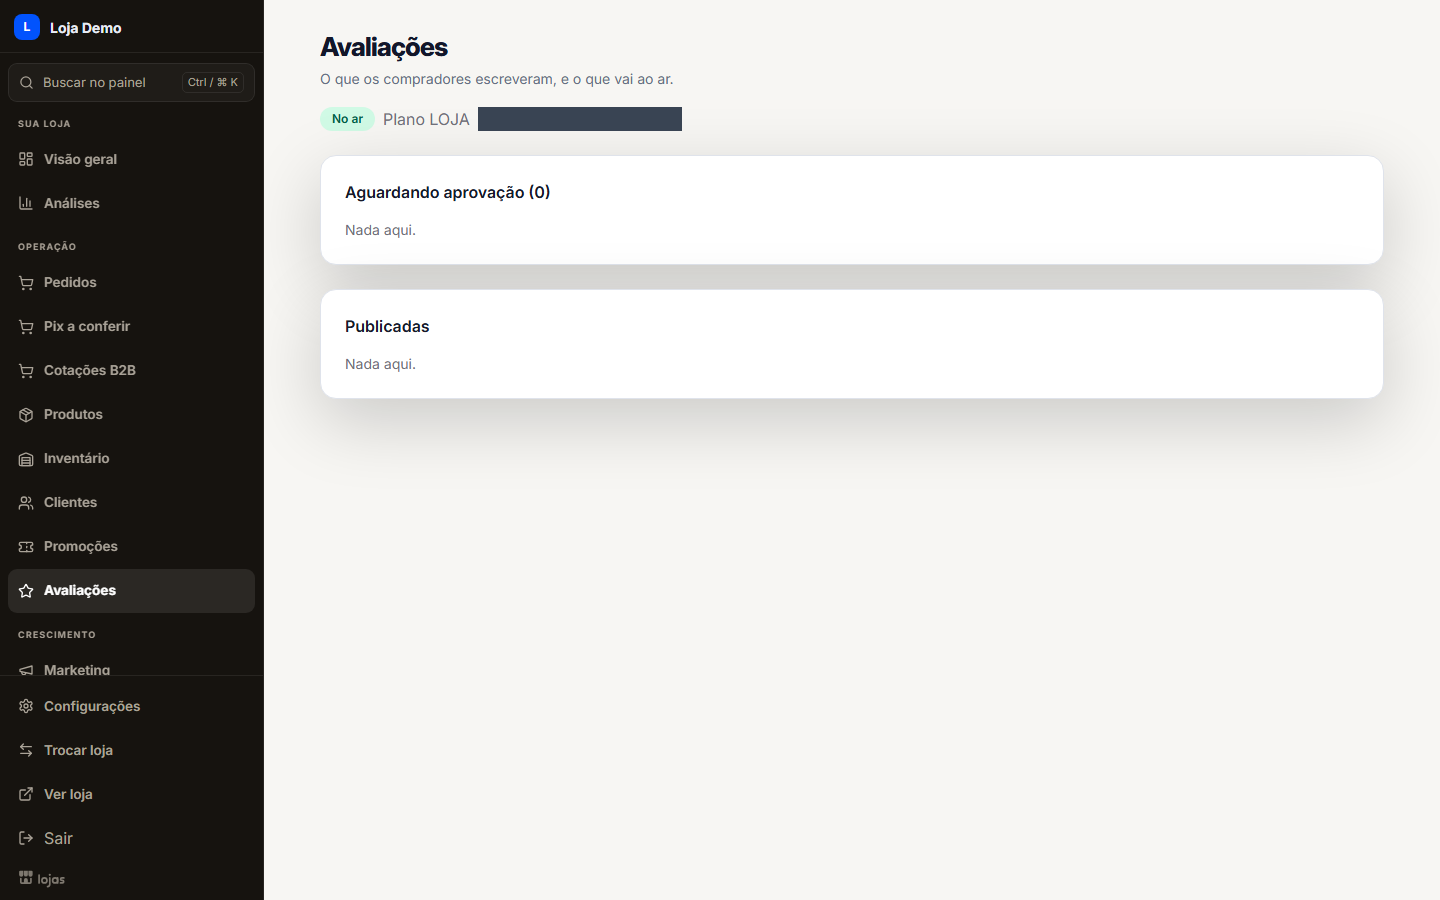 L Loja Demo
Buscar no painel Ctrl / ⌘ K
SUA LOJA
Visão geral
Análises
OPERAÇÃO
Pedidos
Pix a conferir
Cotações B2B
Produtos
Inventário
Clientes
Promoções
Avaliações
CRESCIMENTO
Marketing
Configurações
Trocar loja
Ver loja
Sair
lojas
Avaliações
O que os compradores escreveram, e o que vai ao ar.
No ar Plano LOJA
Aguardando aprovação (0)
Nada aqui.
Publicadas
Nada aqui.